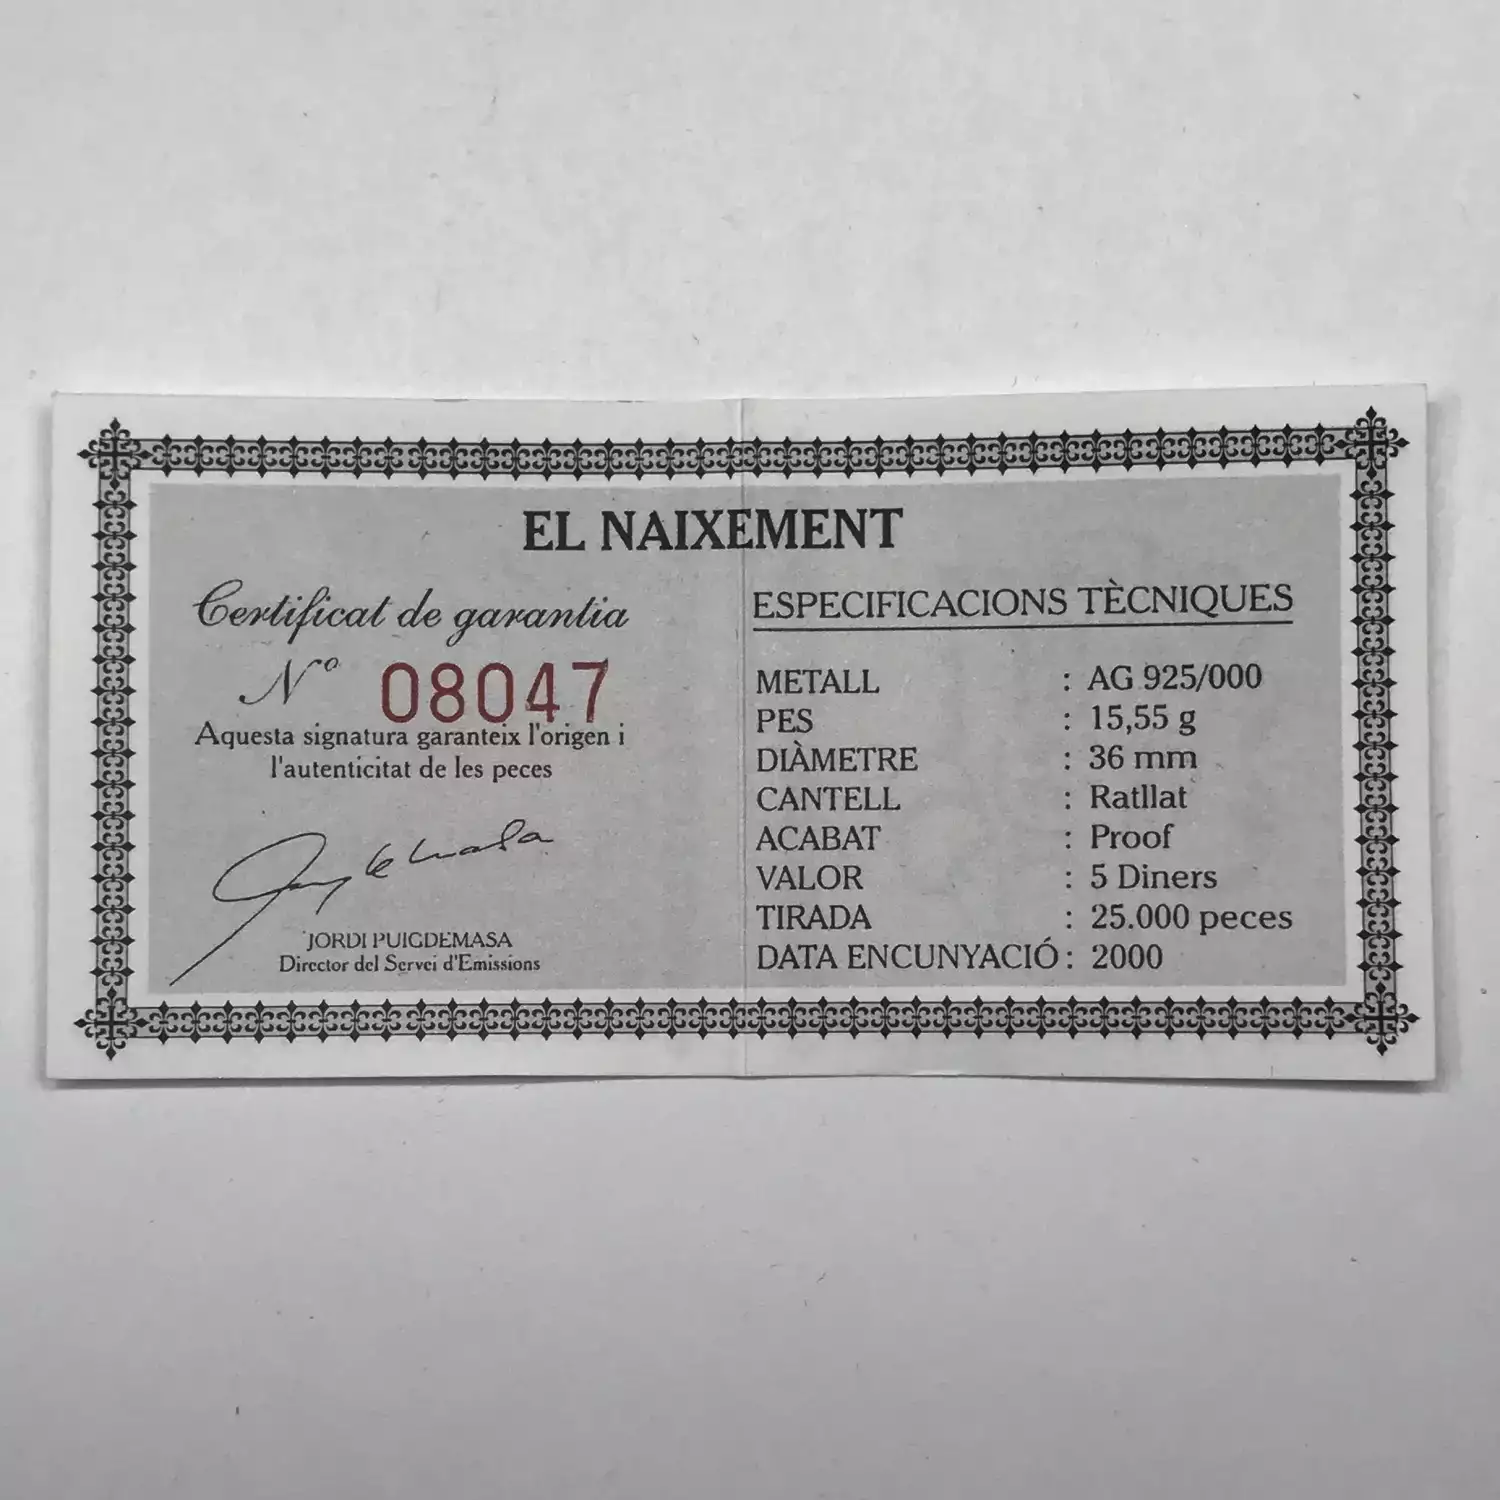 EL NAIXEMENT
Certificat de garantia
Nº 08047
Aquesta signatura garanteix l'origen i
l'autenticitat de les peces
JORDI PUIGDEMASA
Director del Servei d'Emissions
ESPECIFICACIONS TÈCNIQUES
METALL : AG 925/000
PES : 15,55 g
DIÀMETRE : 36 mm
CANTELL : Ratllat
ACABAT : Proof
VALOR : 5 Diners
TIRADA : 25.000 peces
DATA ENCUNYACIÓ : 2000